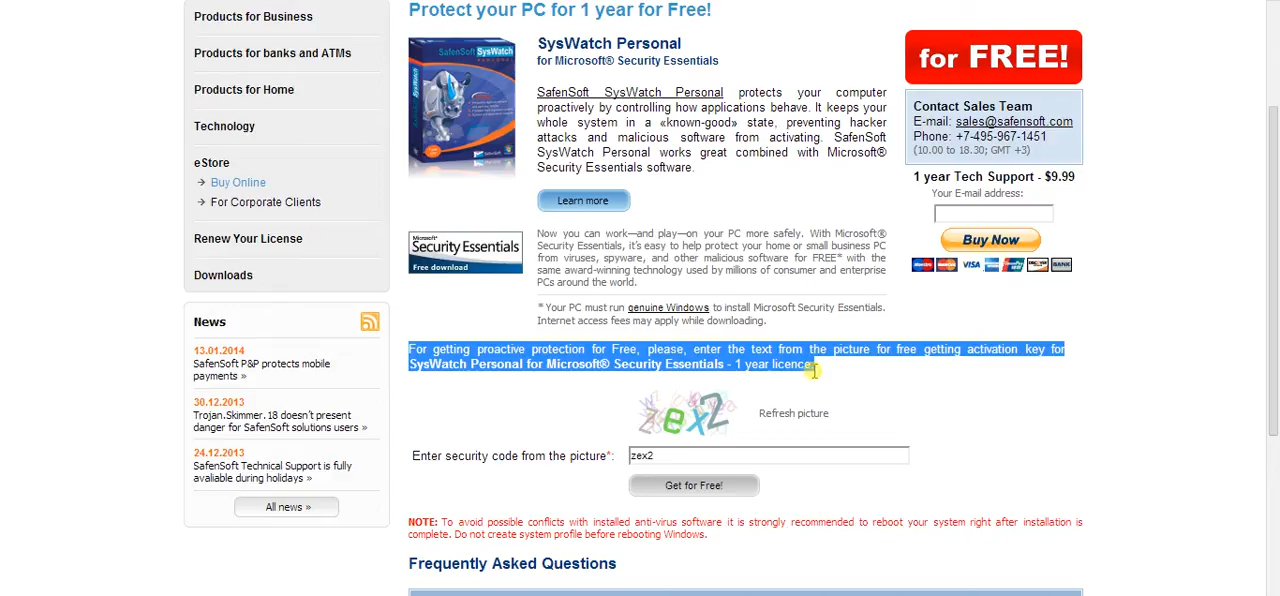 Products for Business
Products for banks and ATMs
Products for Home
Technology
eStore
Buy Online
For Corporate Clients
Renew Your License
Downloads
News
13.01.2014
SafenSoft P&P protects mobile
payments »
30.12.2013
Trojan.Skimmer.18 doesn't present
danger for SafenSoft solutions users »
24.12.2013
SafenSoft Technical Support is fully
avaliable during holidays »
All news »
Protect your PC for 1 year for Free!
SafenSoft SysWatch
SysWatch Personal
for Microsoft® Security Essentials
SafenSoft SysWatch Personal protects your computer
proactively by controlling how applications behave. It keeps your
whole system in a «known-good» state, preventing hacker
attacks and malicious software from activating. SafenSoft
SysWatch Personal works great combined with Microsoft®
Security Essentials software.
Learn more
Microsoft®
Security Essentials
Free download
Now you can work—and play—on your PC more safely. With Microsoft®
Security Essentials, it's easy to help protect your home or small business PC
from viruses, spyware, and other malicious software for FREE* with the
same award-winning technology used by millions of consumer and enterprise
PCs around the world.
* Your PC must run genuine Windows to install Microsoft Security Essentials.
Internet access fees may apply while downloading.
for FREE!
Contact Sales Team
E-mail: sales@safensoft.com
Phone: +7-495-967-1451
(10.00 to 18.30; GMT +3)
1 year Tech Support - $9.99
Your E-mail address:
Buy Now
VISA
BANK
For getting proactive protection for Free, please, enter the text from the picture for free getting activation key for
SysWatch Personal for Microsoft® Security Essentials - 1 year licence.
zex2
Refresh picture
Enter security code from the picture*:
zex2
Get for Free!
NOTE: To avoid possible conflicts with installed anti-virus software it is strongly recommended to reboot your system right after installation is
complete. Do not create system profile before rebooting Windows.
Frequently Asked Questions